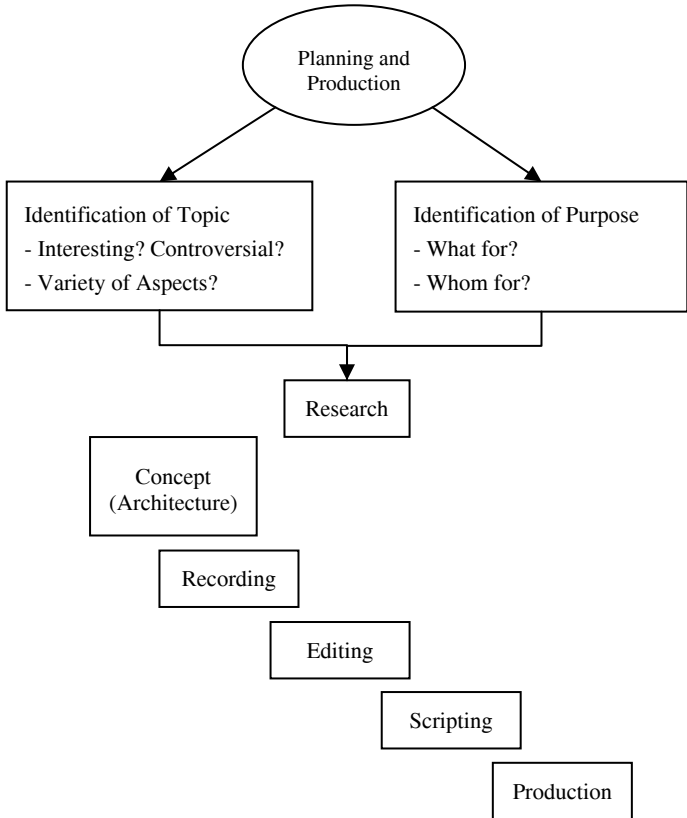 Planning and
Production
Identification of Topic
- Interesting? Controversial?
- Variety of Aspects?
Identification of Purpose
- What for?
- Whom for?
Research
Concept
(Architecture)
Recording
Editing
Scripting
Production